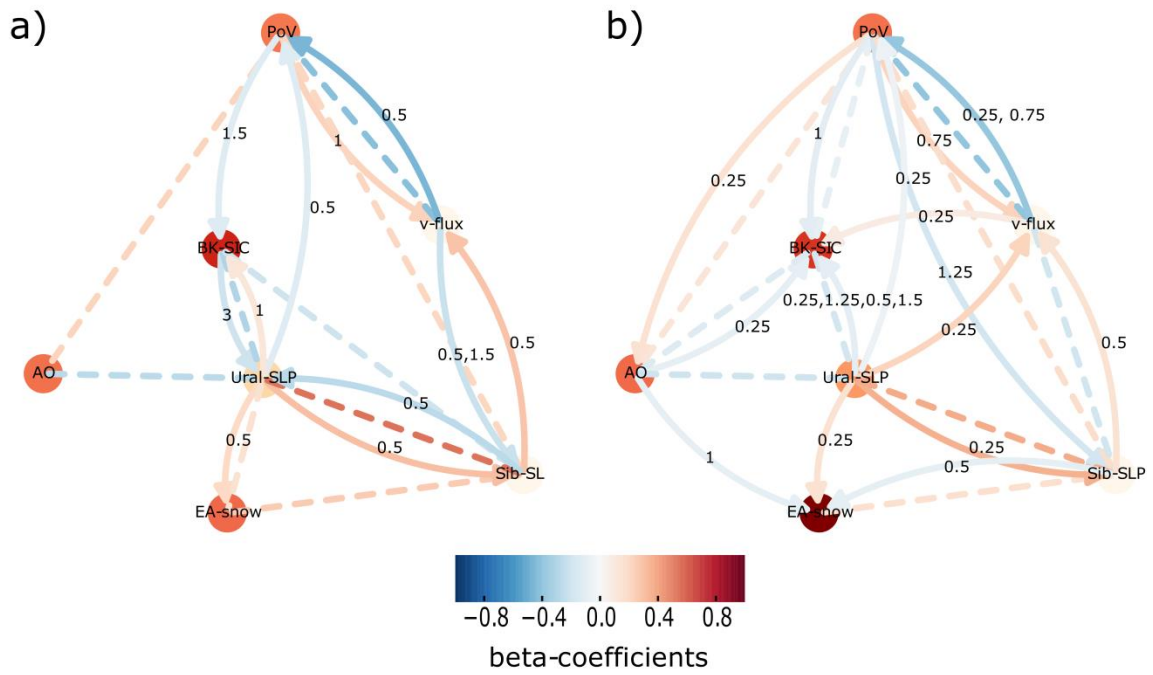 a)
PoV
0.5
1.5
1
0.5
v-flux
BK-SIC
3
1
0.5,1.5
0.5
AO
Ural-SLP
0.5
0.5
0.5
Sib-SL
EA-snow
b)
PoV
0.25, 0.75
1
0.75
0.25
0.25
0.25
v-flux
BK-SIC
1.25
0.25,1.25,0.5,1.5
0.25
0.25
0.5
AO
Ural-SLP
0.25
0.25
1
0.5
Sib-SLP
EA-snow
−0.8 −0.4 0.0 0.4 0.8
beta-coefficients